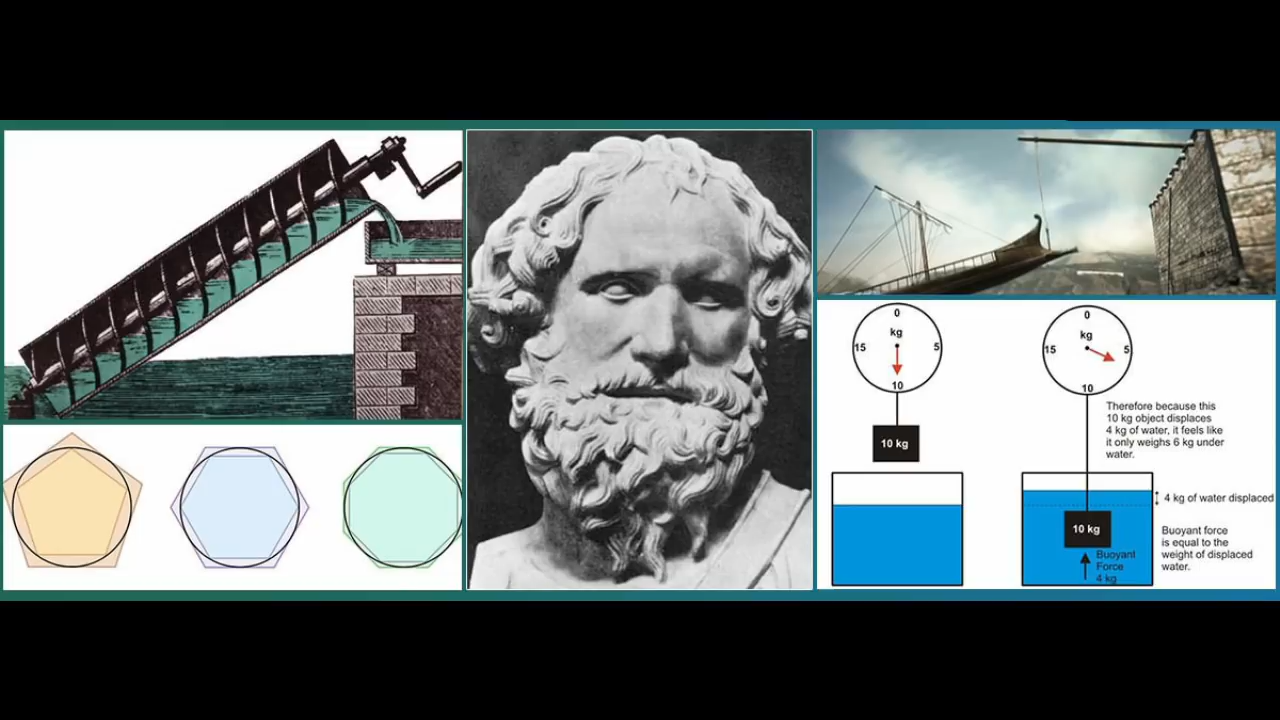 0
kg
15
5
10
10 kg
0
kg
15
5
10
Therefore because this
10 kg object displaces
4 kg of water, it feels like
it only weighs 6 kg under
water.
4 kg of water displaced
10 kg
Buoyant
Force
4 kg
Buoyant force
is equal to the
weight of displaced
water.